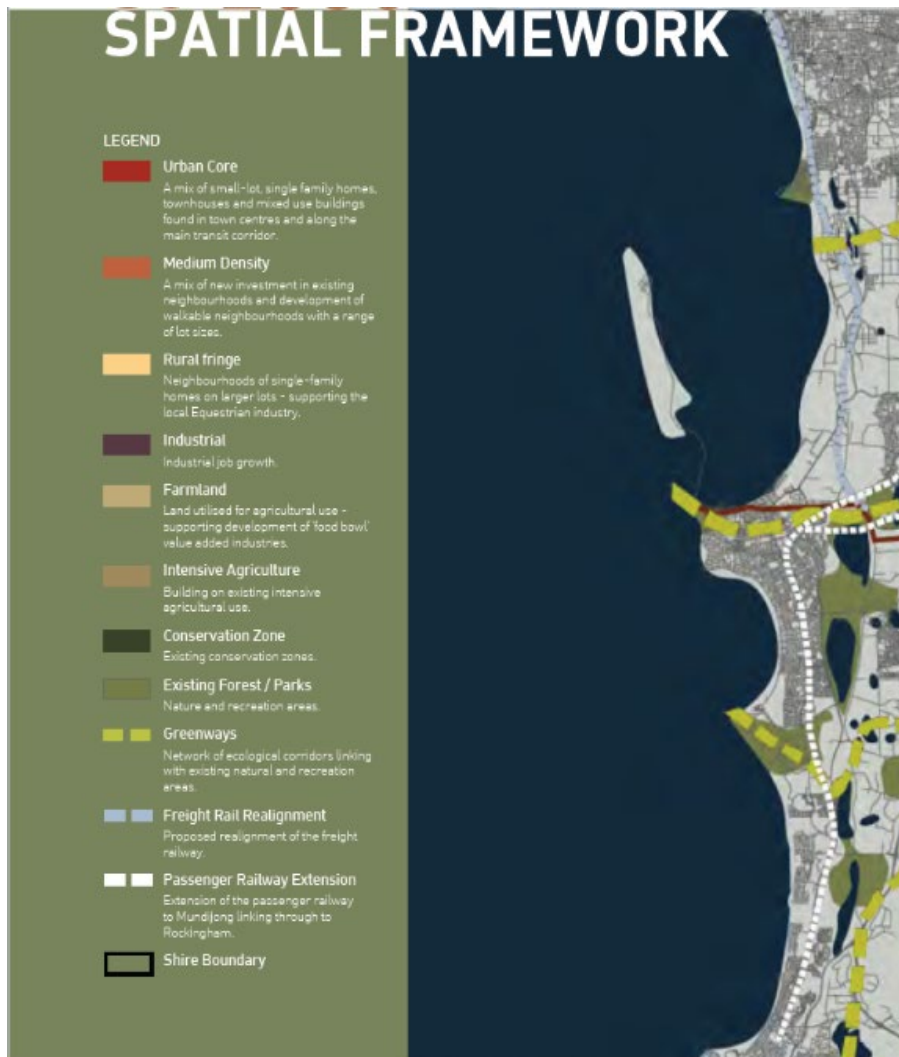 SPATIAL FRAMEWORK
LEGEND
Urban Core
A mix of small-lot, single family homes,
townhouses and mixed use buildings
found in town centres and along the
main transit corridor.
Medium Density
A mix of new investment in existing
neighbourhoods and development of
walkable neighbourhoods with a range
of lot sizes.
Rural fringe
Neighbourhoods of single-family
homes on larger lots - supporting the
local Equestrian industry.
Industrial
Industrial job growth.
Farmland
Land utilised for agricultural use -
supporting development of 'food bowl'
value added industries.
Intensive Agriculture
Building on existing intensive
agricultural use.
Conservation Zone
Existing conservation zones.
Existing Forest / Parks
Nature and recreation areas.
Greenways
Network of ecological corridors linking
with existing natural and recreation
areas.
Freight Rail Realignment
Proposed realignment of the freight
railway.
Passenger Railway Extension
Extension of the passenger railway
to Mundijong linking through to
Rockingham.
Shire Boundary